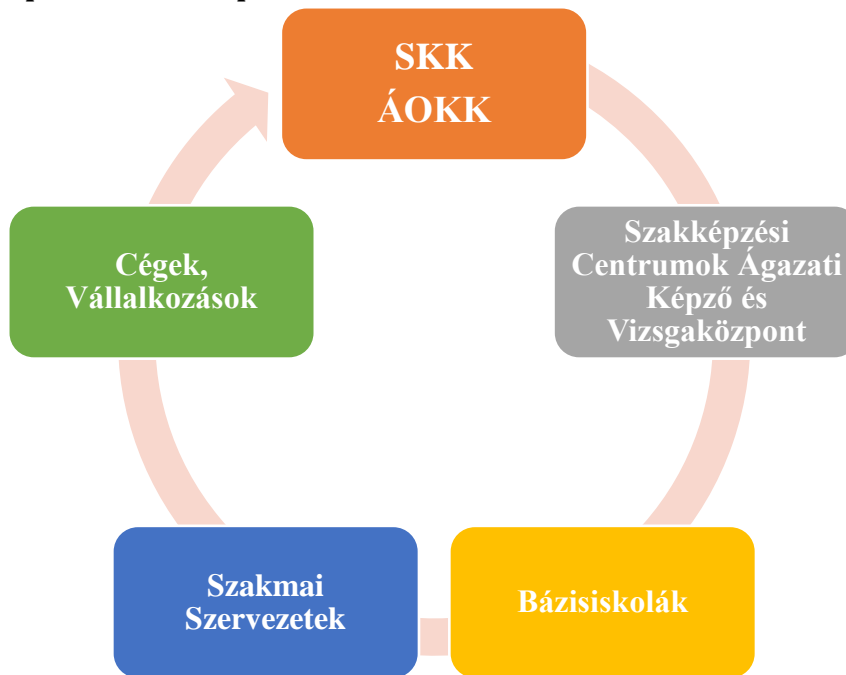 SKK
ÁOKK
Szakképzési
Centrumok Ágazati
Képző és
Vizsgaközpont
Cégek,
Vállalkozások
Szakmai
Szervezetek
Bázisiskolák